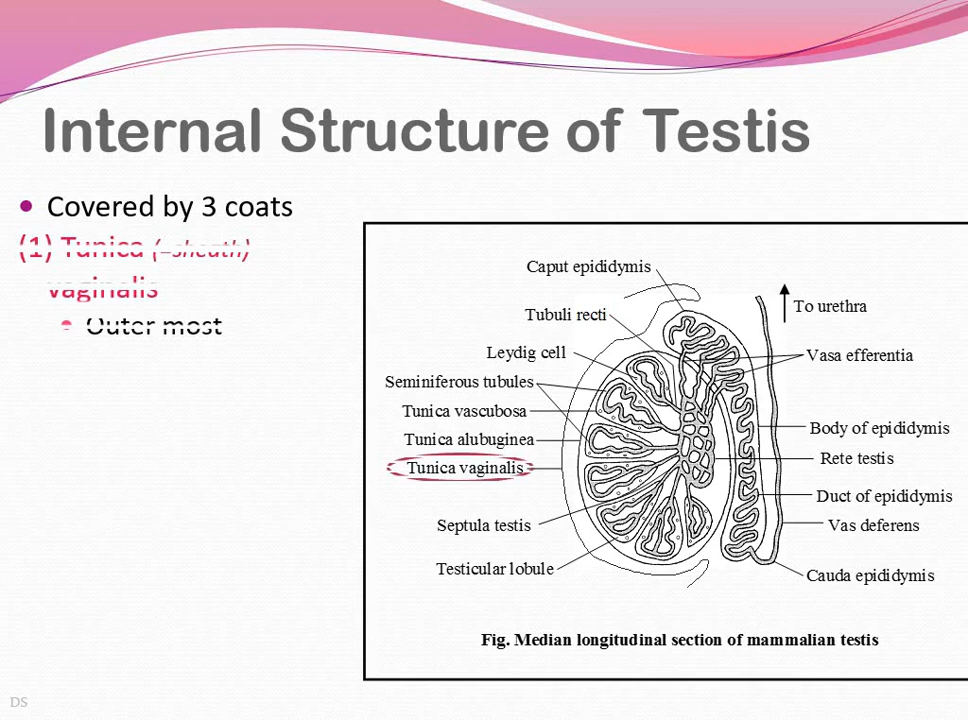 Internal Structure of Testis
Covered by 3 coats
(1) Tunica (=sheath)
vaginalis
Outer most
Caput epididymis
To urethra
Tubuli recti
Leydig cell
Vasa efferentia
Seminiferous tubules
Tunica vascubosa
Body of epididymis
Tunica alubuginea
Rete testis
Tunica vaginalis
Duct of epididymis
Septula testis
Vas deferens
Testicular lobule
Cauda epididymis
Fig. Median longitudinal section of mammalian testis
DS